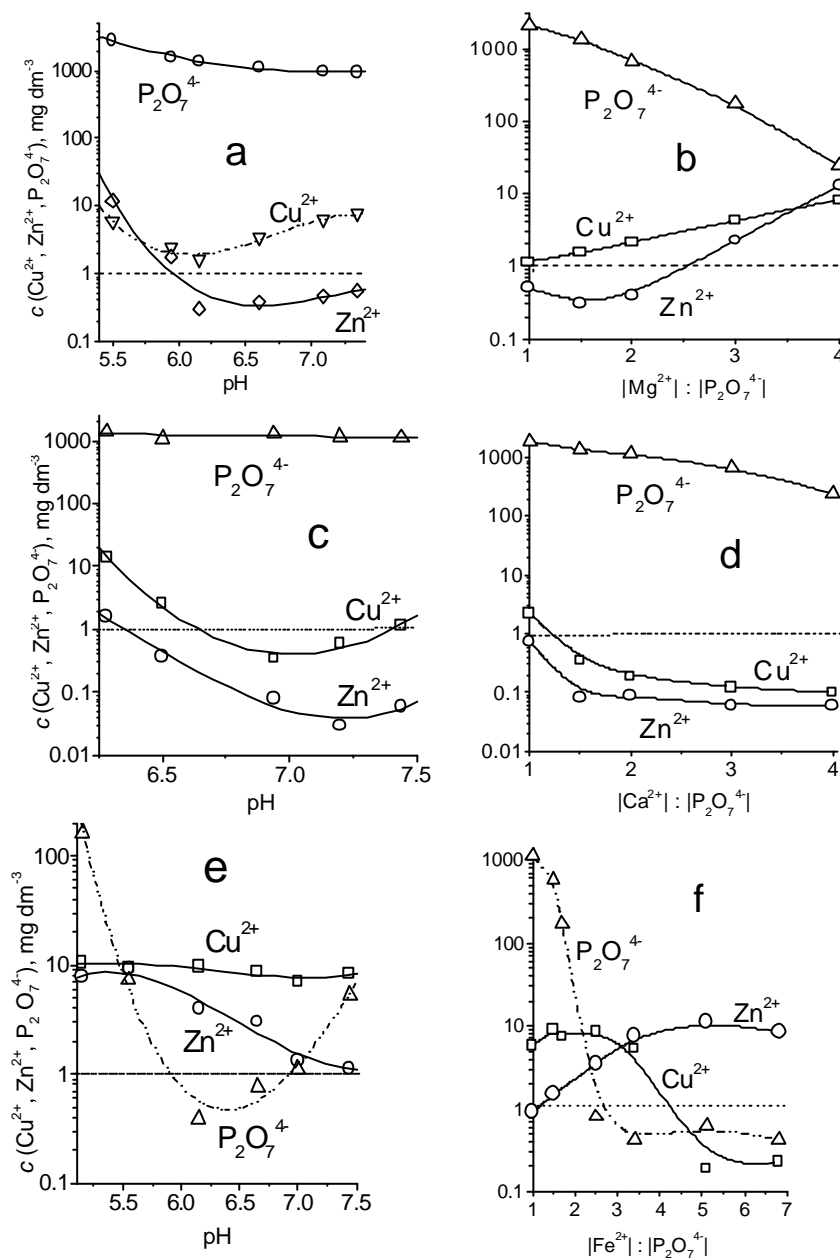 c (Cu²⁺, Zn²⁺, P₂O₇⁴⁻), mg dm⁻³
1000
100
10
1
0.1
P₂O₇⁴⁻
a
Cu²⁺
Zn²⁺
5.5 6.0 6.5 7.0
pH
1000
100
10
1
0.1
P₂O₇⁴⁻
b
Cu²⁺
Zn²⁺
1 2 3 4
|Mg²⁺| : |P₂O₇⁴⁻|
c (Cu²⁺, Zn²⁺, P₂O₇⁴⁻), mg dm⁻³
1000
100
10
1
0.1
0.01
P₂O₇⁴⁻
c
Cu²⁺
Zn²⁺
6.5 7.0 7.5
pH
1000
100
10
1
0.1
0.01
P₂O₇⁴⁻
d
Cu²⁺
Zn²⁺
1 2 3 4
|Ca²⁺| : |P₂O₇⁴⁻|
c (Cu²⁺, Zn²⁺, P₂ O₇⁴⁻), mg dm⁻³
100
10
1
0.1
e
Cu²⁺
Zn²⁺
P₂O₇⁴⁻
5.5 6.0 6.5 7.0 7.5
pH
1000
100
10
1
0.1
f
P₂O₇⁴⁻
Zn²⁺
Cu²⁺
1 2 3 4 5 6 7
|Fe²⁺| : |P₂O₇⁴⁻|